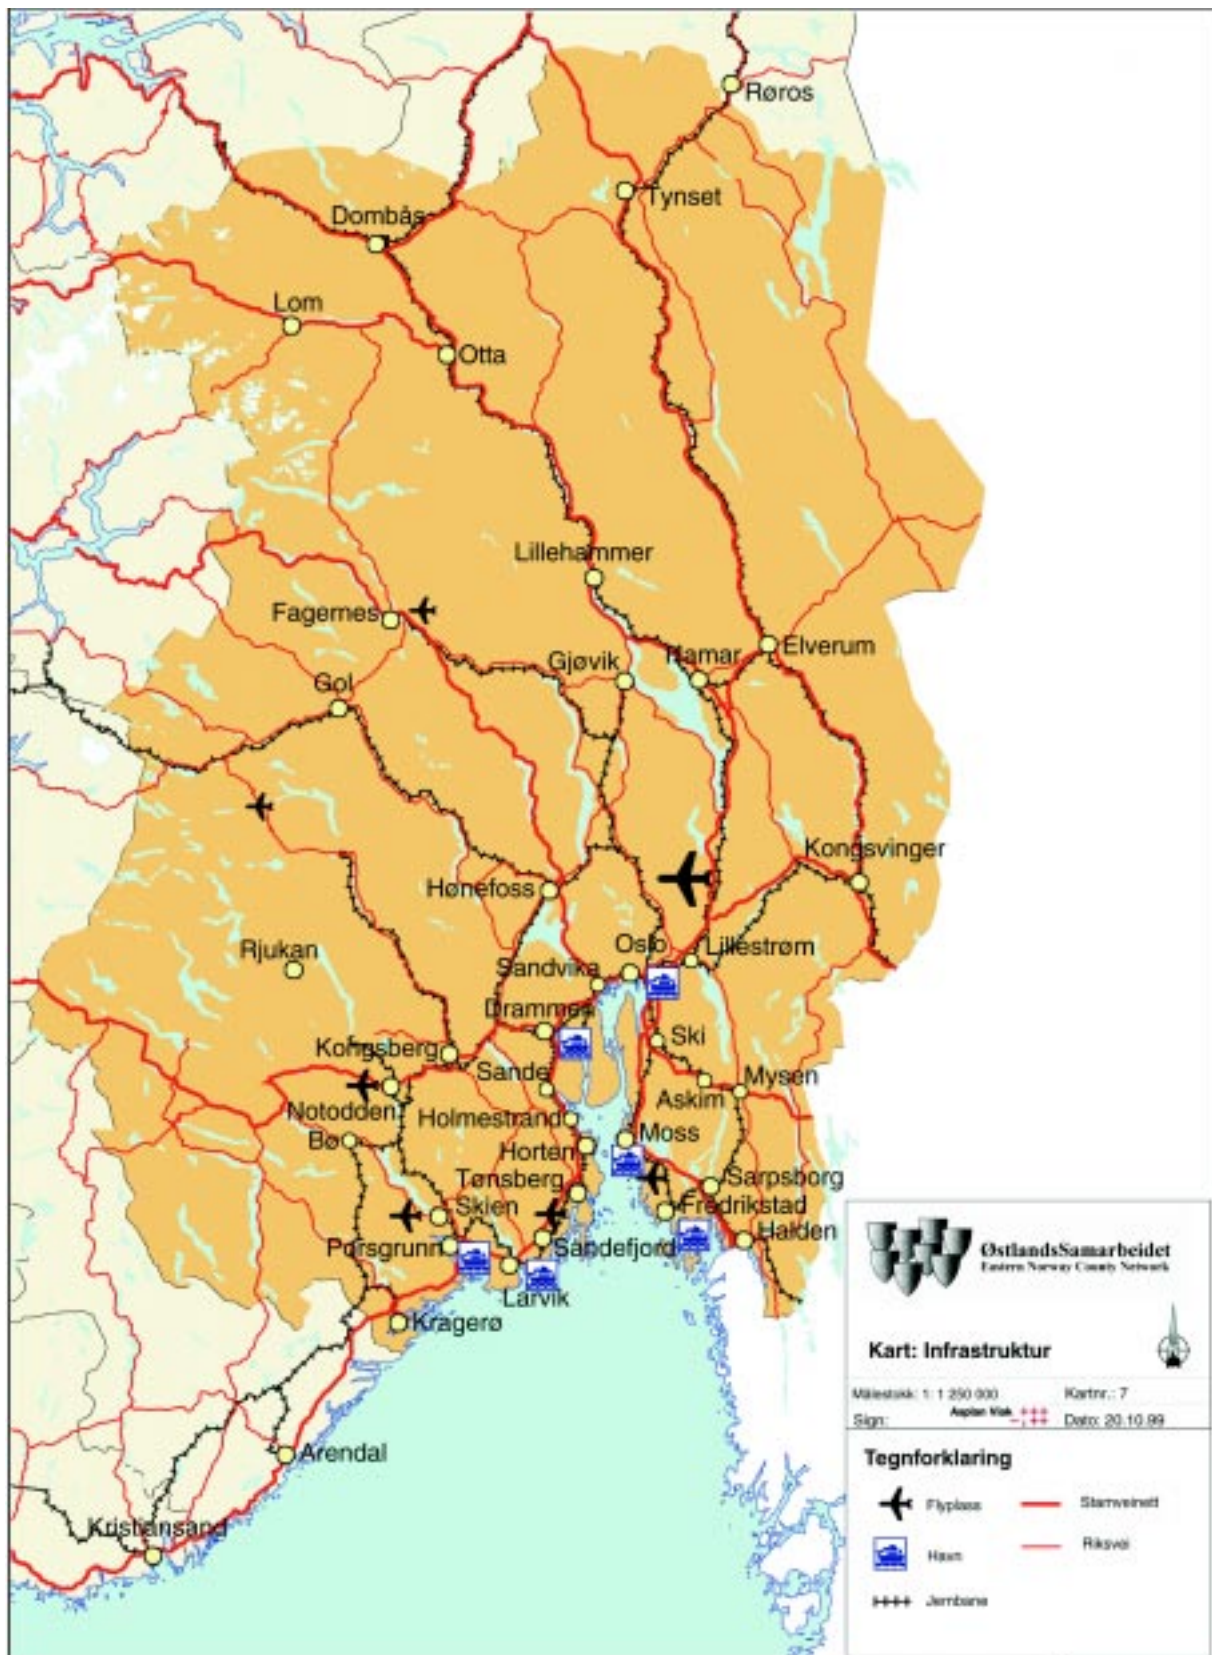 Røros
Tynset
Dombås
Lom
Otta
Lillehammer
Fagernes
Elverum
Gjøvik
Hamar
Gol
Kongsvinger
Hønefoss
Oslo
Lillestrøm
Rjukan
Sandvika
Drammen
Ski
Kongsberg
Sande
Mysen
Askim
Notodden
Holmestrand
Bø
Moss
Horten
Tønsberg
Sarpsborg
Skien
Fredrikstad
Porsgrunn
Sandefjord
Halden
Larvik
Kragerø
Arendal
Kristiansand
ØstlandsSamarbeidet
Eastern Norway County Network
Kart: Infrastruktur
Målestokk: 1: 1 250 000 Kartnr.: 7
Sign: Asplan Viak Dato: 20.10.99
Tegnforklaring
Flyplass Stamveinett
Havn Riksvei
Jernbane